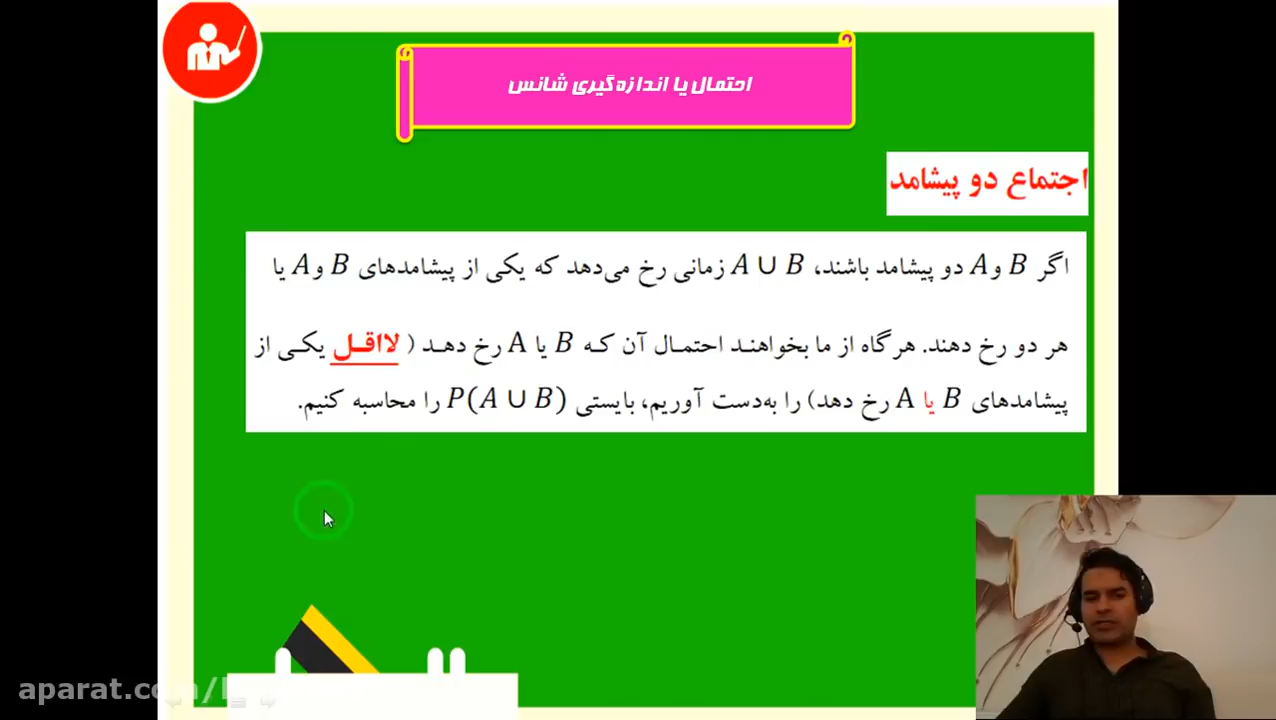 احتمال یا اندازه‌گیری شانس
اجتماع دو پیشامد
اگر B و A دو پیشامد باشند، A ∪ B زمانی رخ می‌دهد که یکی از پیشامدهای B و A یا
هر دو رخ دهند. هرگاه از ما بخواهند احتمال آن که B یا A رخ دهد ( لااقل یکی از
پیشامدهای B یا A رخ دهد) را به‌دست آوریم، بایستی P(A ∪ B) را محاسبه کنیم.